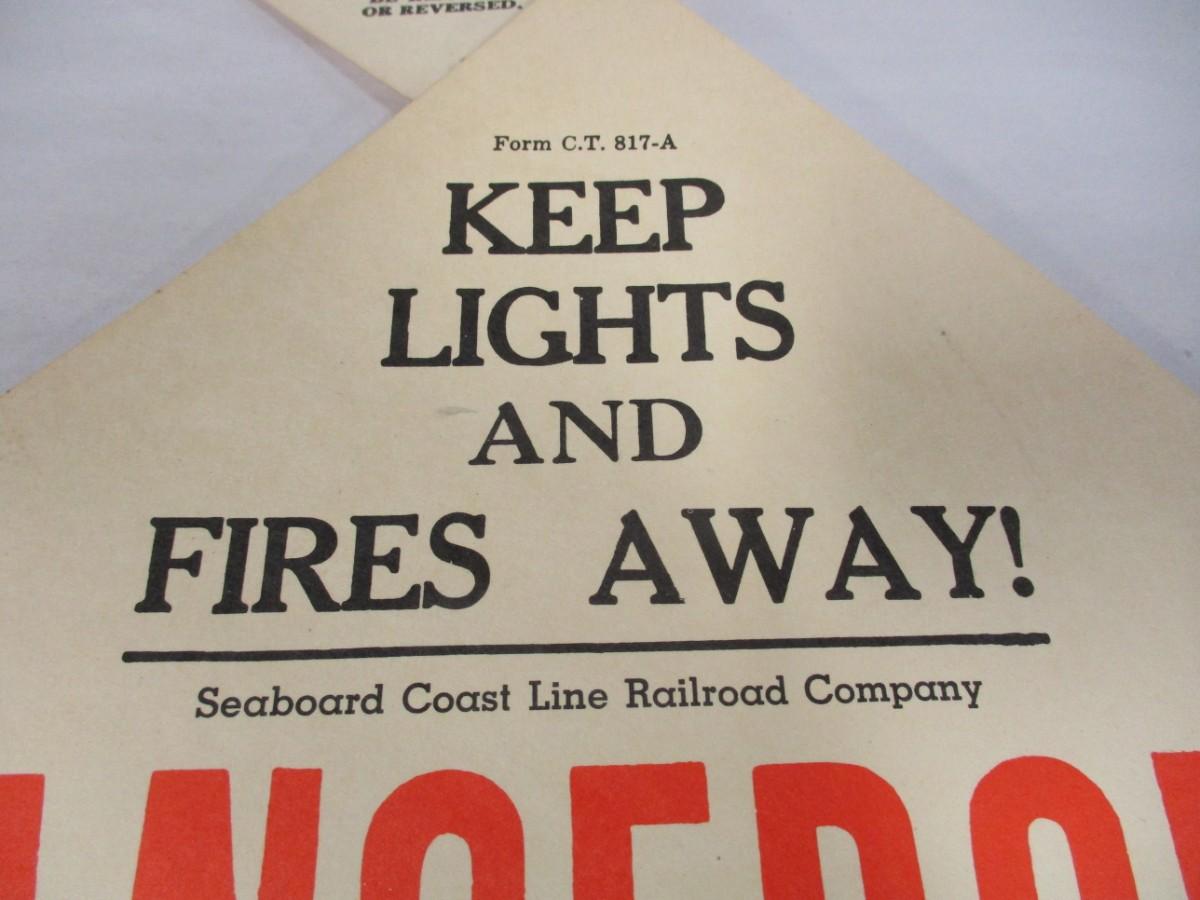 OR REVERSED.
Form C.T. 817-A
KEEP
LIGHTS
AND
FIRES AWAY!
Seaboard Coast Line Railroad Company